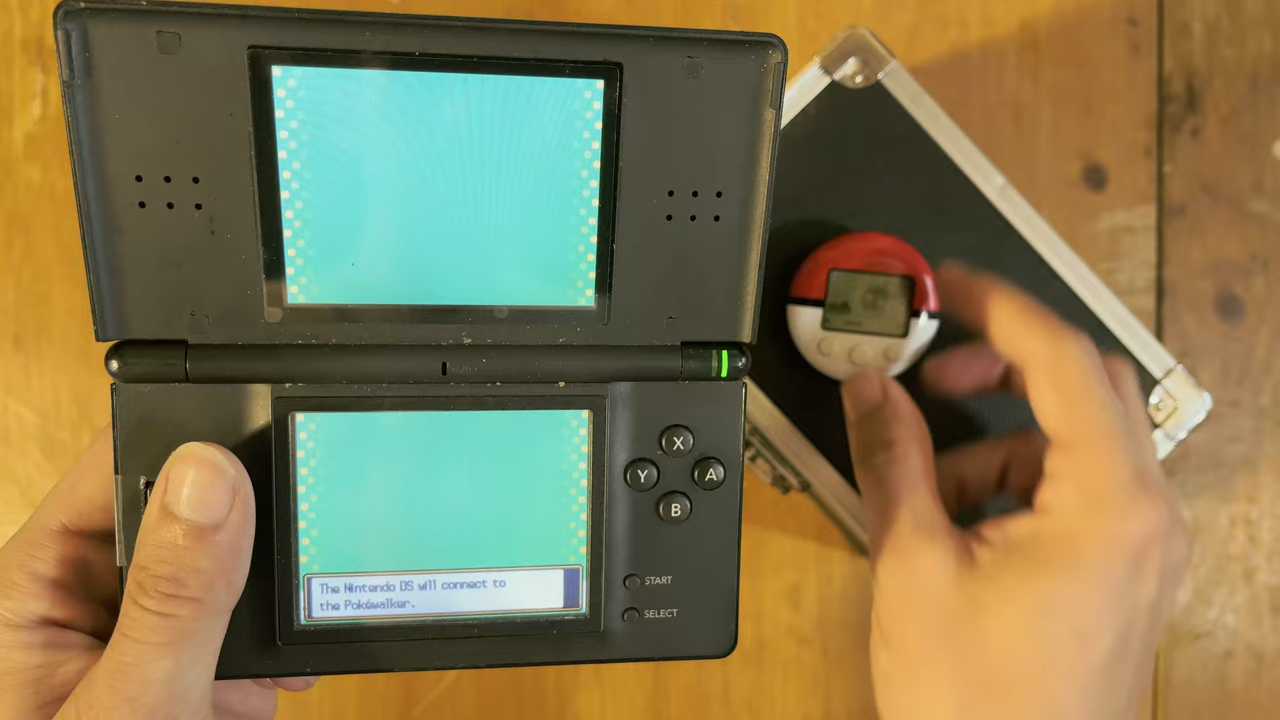 X
Y
A
B
The Nintendo DS will connect to
the Pokéwalker.
START
SELECT